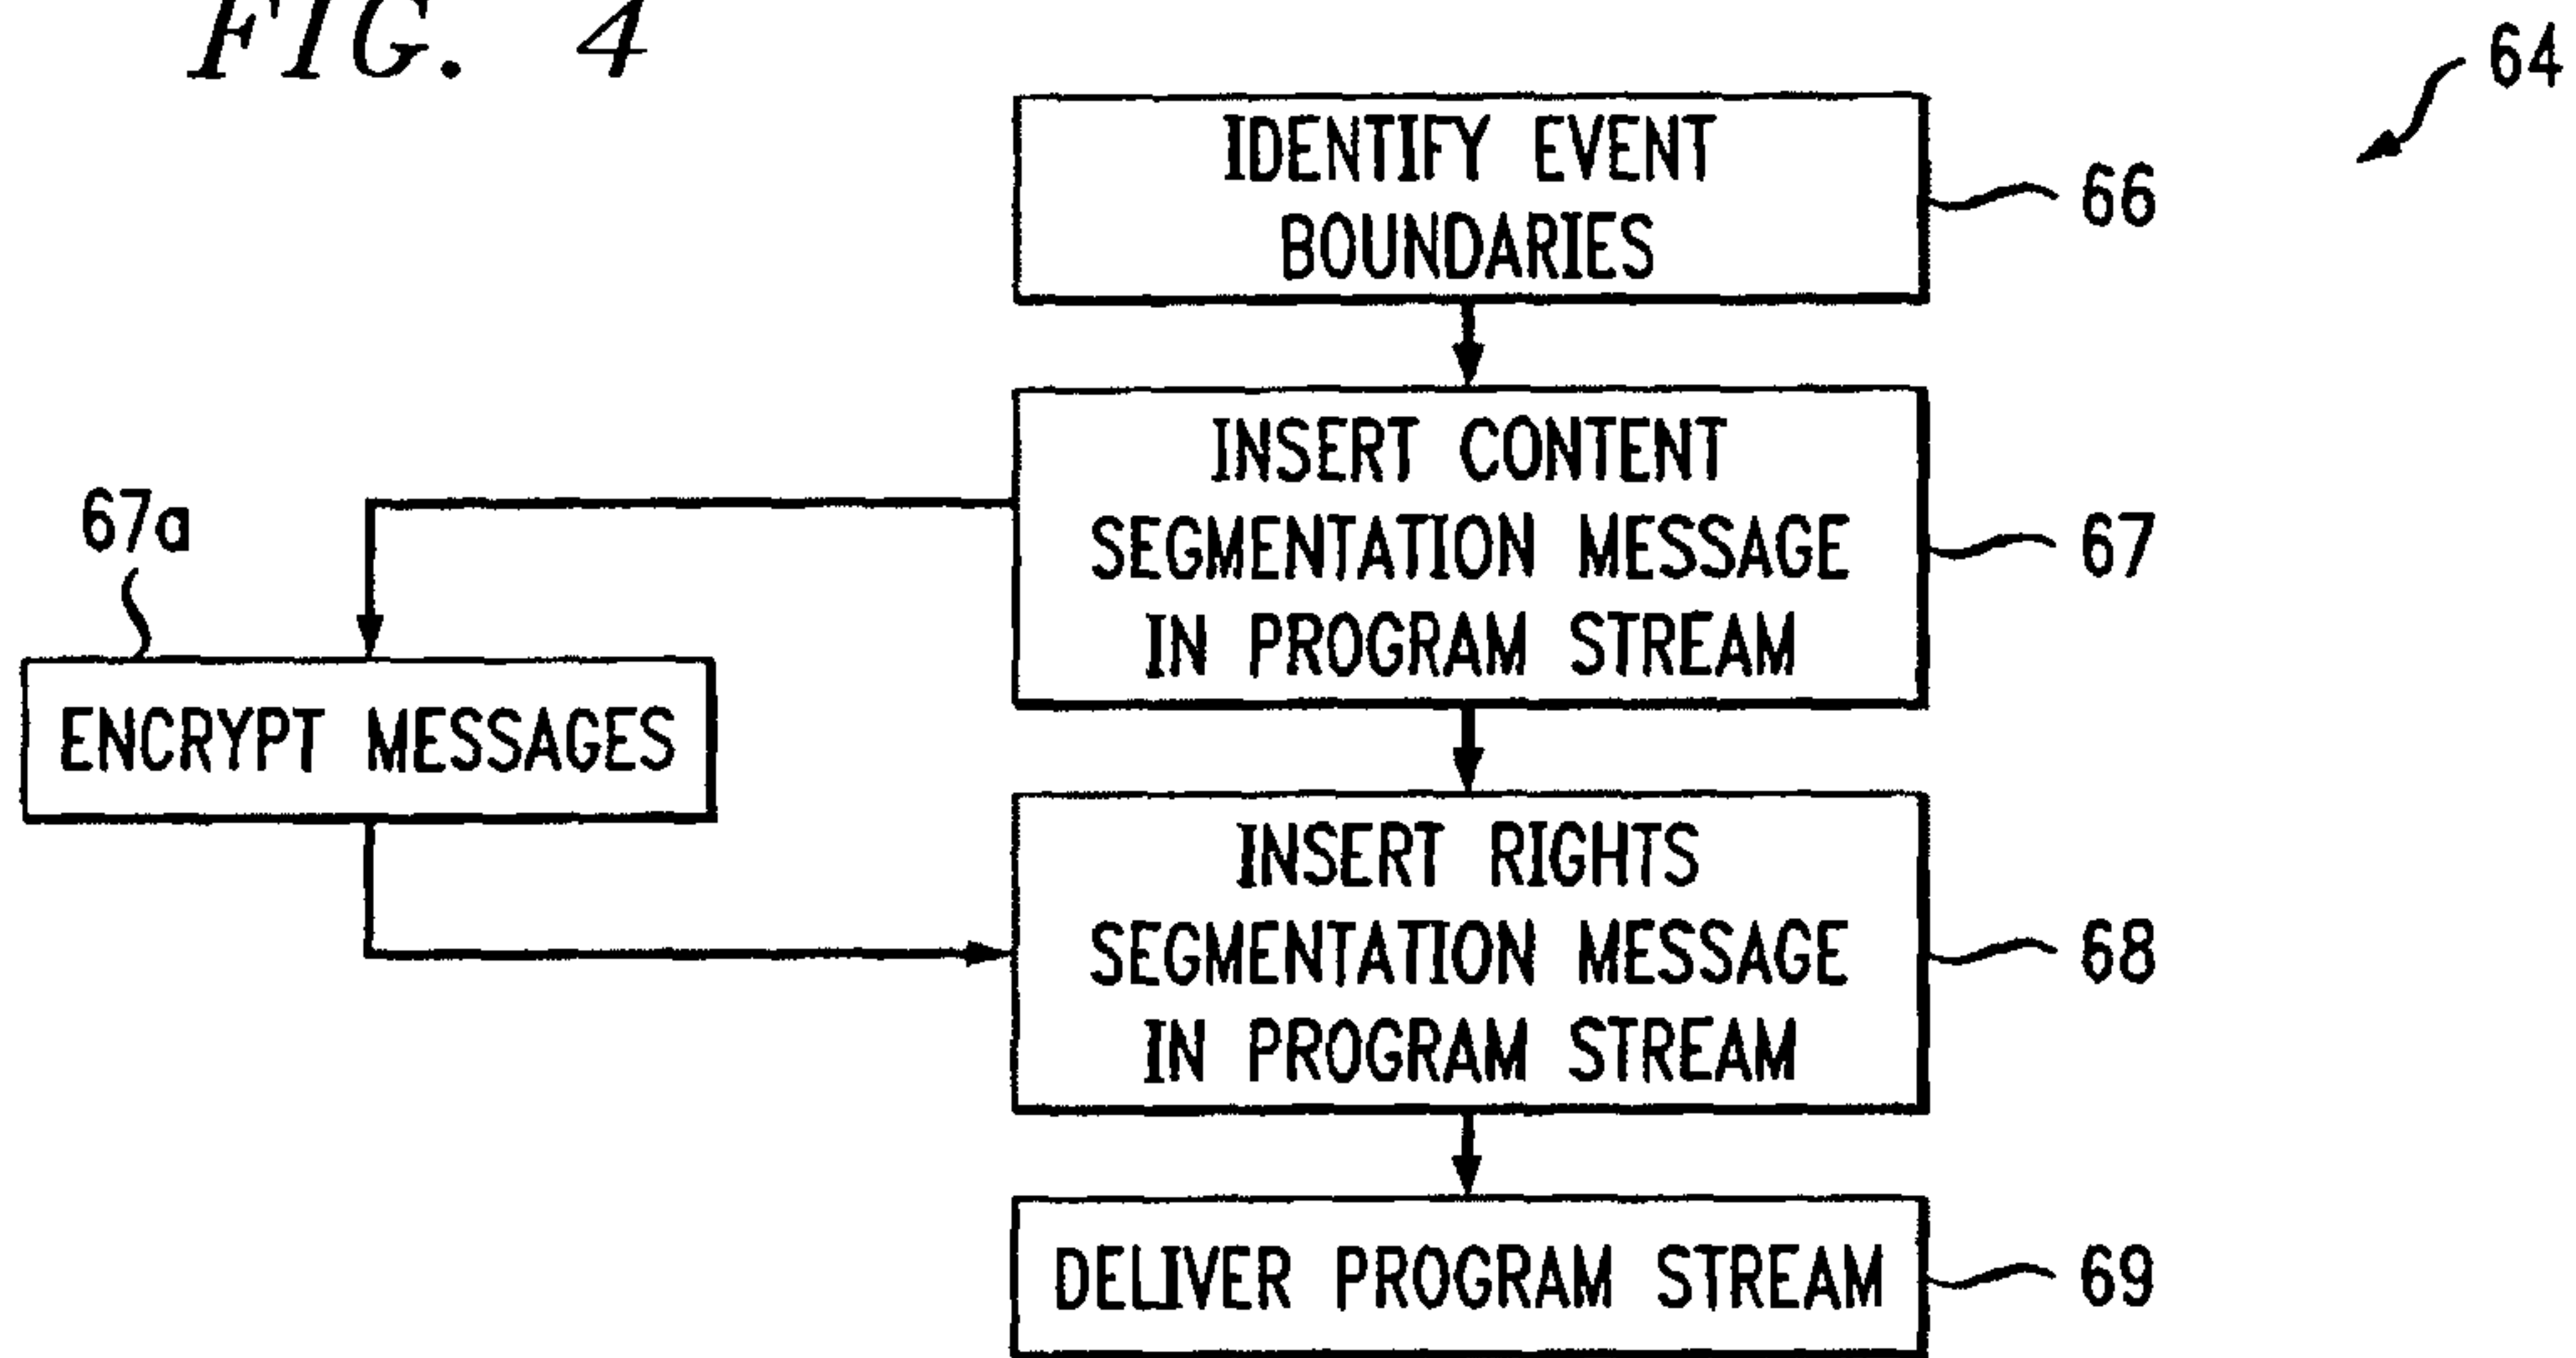 FIG. 4
64
IDENTIFY EVENT
BOUNDARIES
66
INSERT CONTENT
SEGMENTATION MESSAGE
IN PROGRAM STREAM
67
67a
ENCRYPT MESSAGES
INSERT RIGHTS
SEGMENTATION MESSAGE
IN PROGRAM STREAM
68
DELIVER PROGRAM STREAM
69